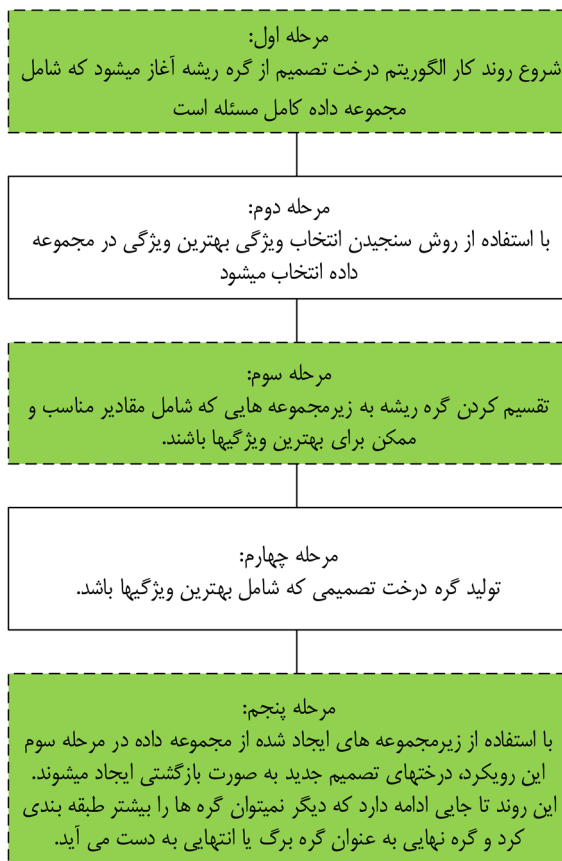 مرحله اول:
شروع روند کار الگوریتم درخت تصمیم از گره ریشه آغاز میشود که شامل
مجموعه داده کامل مسئله است
مرحله دوم:
با استفاده از روش سنجیدن انتخاب ویژگی بهترین ویژگی در مجموعه
داده انتخاب میشود
مرحله سوم:
تقسیم کردن گره ریشه به زیرمجموعه هایی که شامل مقادیر مناسب و
ممکن برای بهترین ویژگیها باشند.
مرحله چهارم:
تولید گره درخت تصمیمی که شامل بهترین ویژگیها باشد.
مرحله پنجم:
با استفاده از زیرمجموعه های ایجاد شده از مجموعه داده در مرحله سوم
این رویکرد، درختهای تصمیم جدید به صورت بازگشتی ایجاد میشوند.
این روند تا جایی ادامه دارد که دیگر نمیتوان گره ها را بیشتر طبقه بندی
کرد و گره نهایی به عنوان گره برگ یا انتهایی به دست می آید.